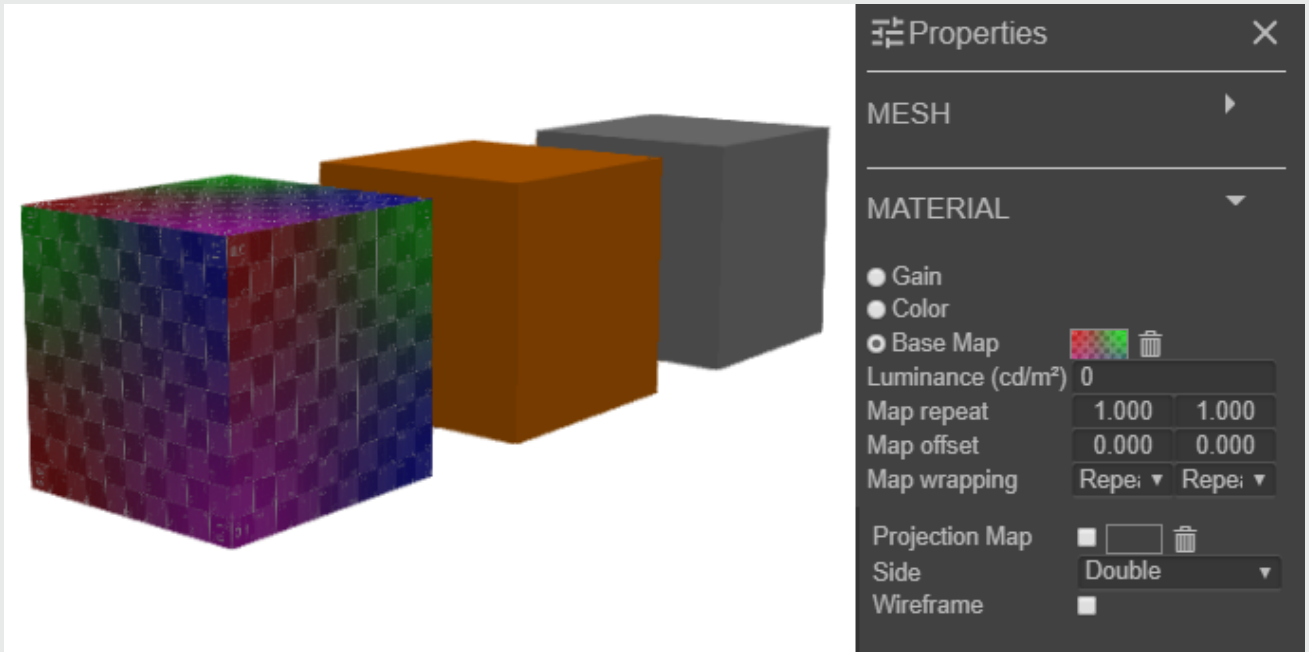 Properties
MESH
MATERIAL
Gain
Color
Base Map
Luminance (cd/m²) 0
Map repeat 1.000 1.000
Map offset 0.000 0.000
Map wrapping Repe Repe
Projection Map
Side Double
Wireframe